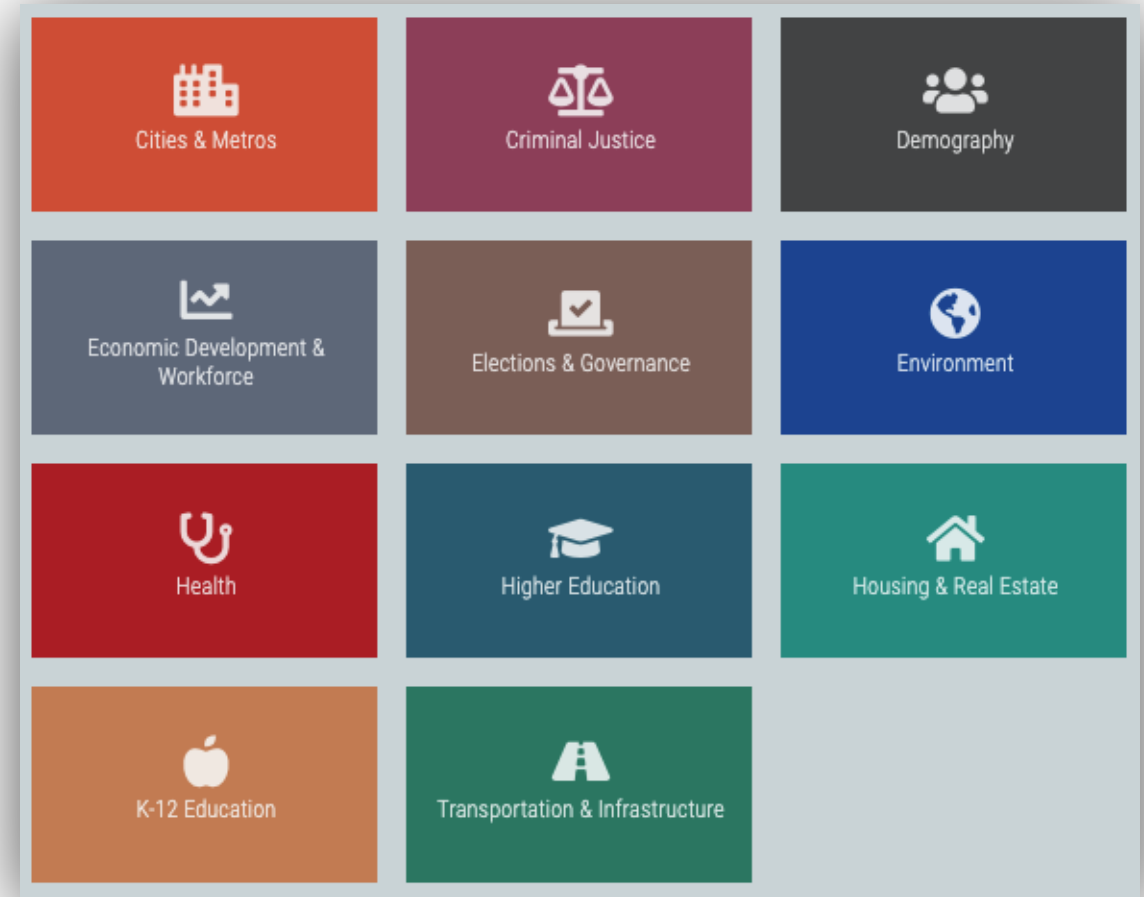 Cities & Metros
Criminal Justice
Demography
Economic Development &
Workforce
Elections & Governance
Environment
Health
Higher Education
Housing & Real Estate
K-12 Education
Transportation & Infrastructure